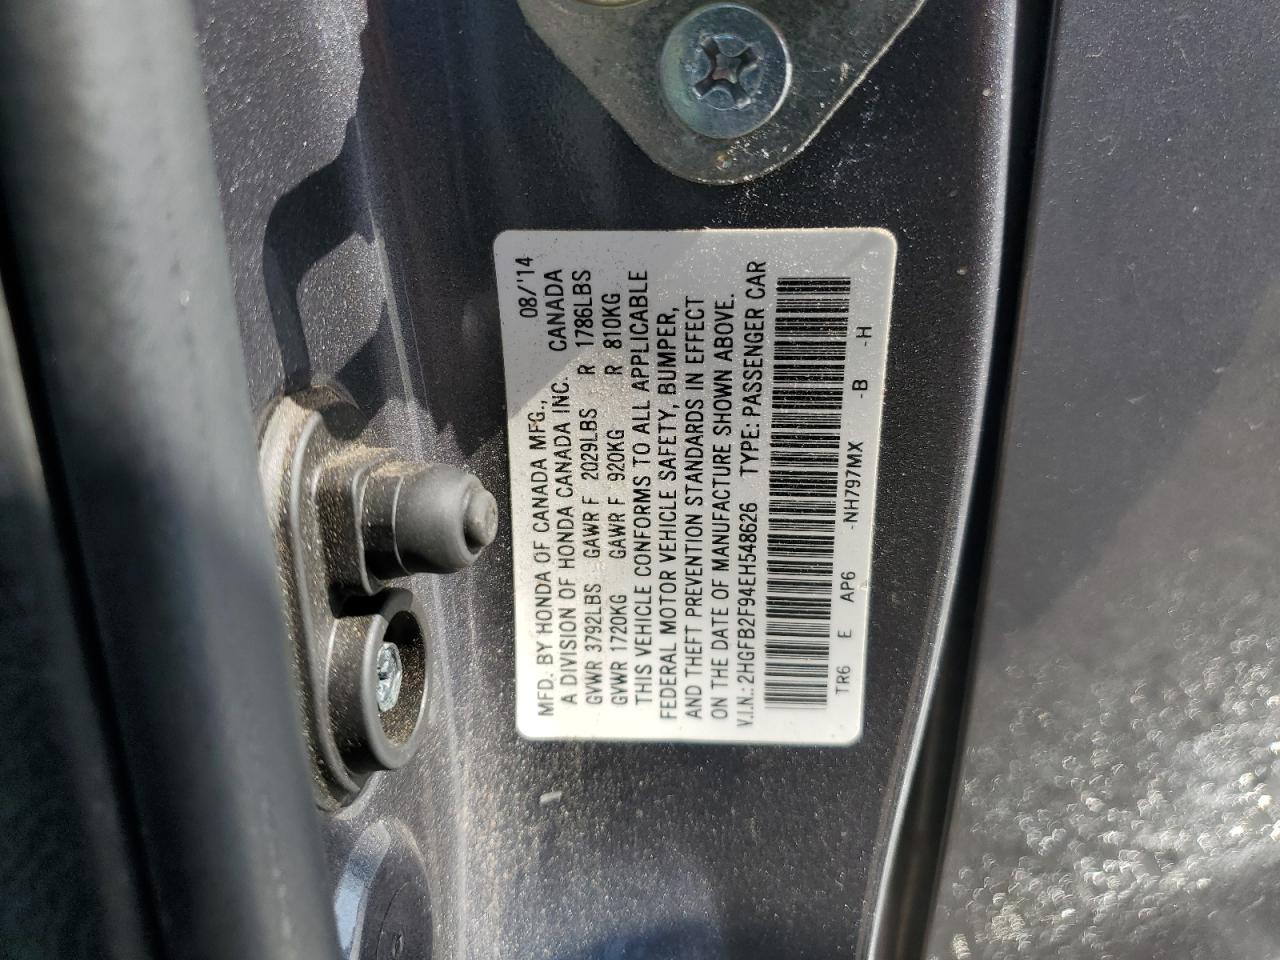 MFD. BY HONDA OF CANADA MFG., 08/'14
A DIVISION OF HONDA CANADA INC. CANADA
GVWR 3792LBS GAWR F 2029LBS R 1786LBS
GVWR 1720KG GAWR F 920KG R 810KG
THIS VEHICLE CONFORMS TO ALL APPLICABLE
FEDERAL MOTOR VEHICLE SAFETY, BUMPER,
AND THEFT PREVENTION STANDARDS IN EFFECT
ON THE DATE OF MANUFACTURE SHOWN ABOVE.
V.I.N.: 2HGFB2F94EH548626 TYPE: PASSENGER CAR
TR6 E AP6 -NH797MX -B -H